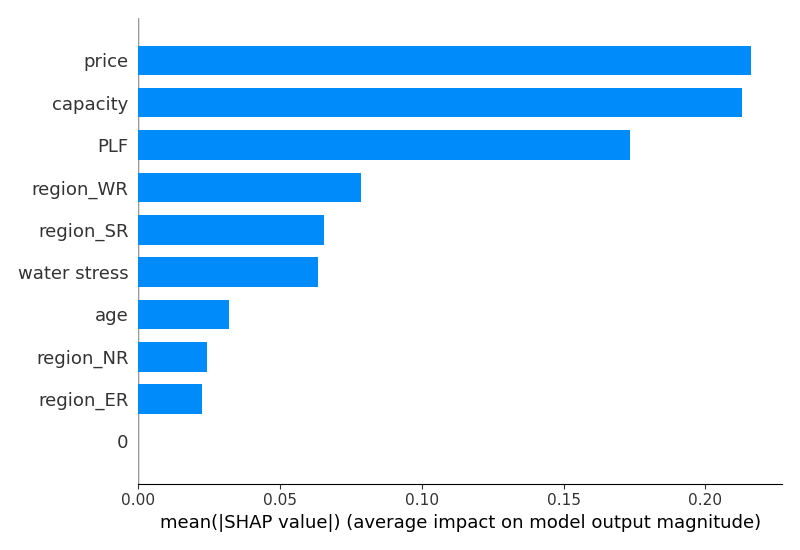 price
capacity
PLF
region_WR
region_SR
water stress
age
region_NR
region_ER
0
0.00 0.05 0.10 0.15 0.20
mean(|SHAP value|) (average impact on model output magnitude)